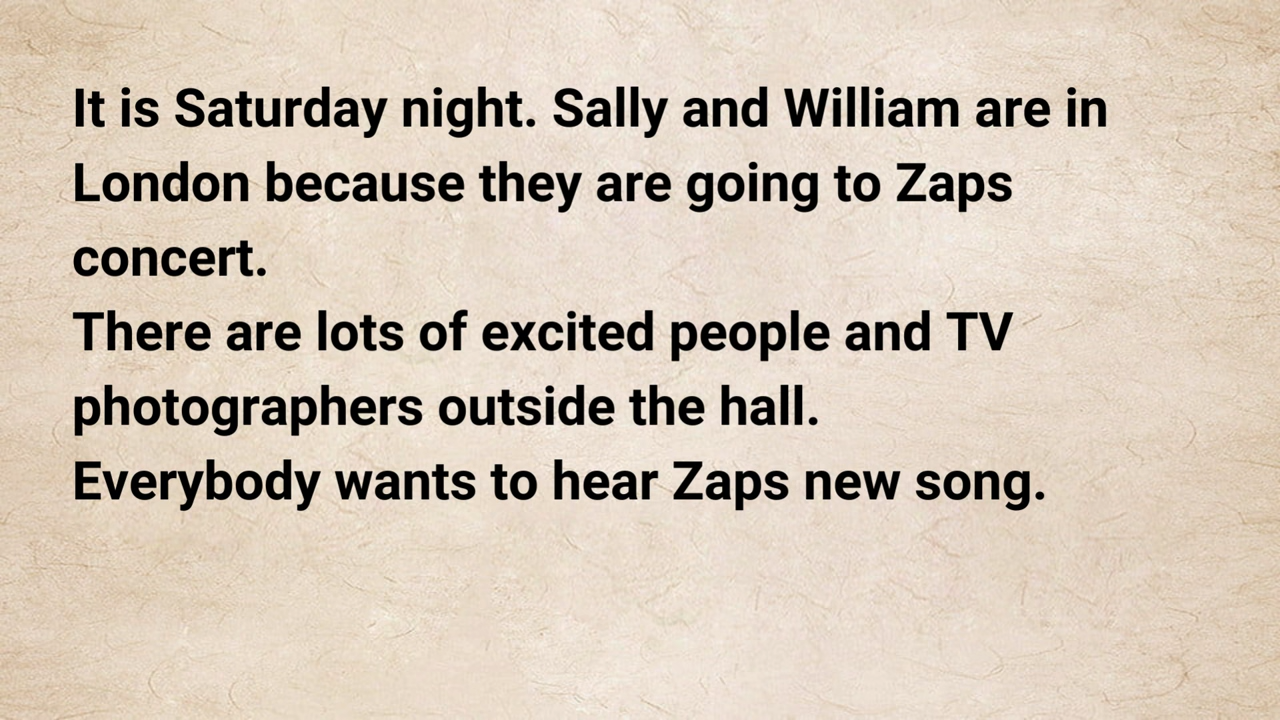 It is Saturday night. Sally and William are in
London because they are going to Zaps
concert.
There are lots of excited people and TV
photographers outside the hall.
Everybody wants to hear Zaps new song.